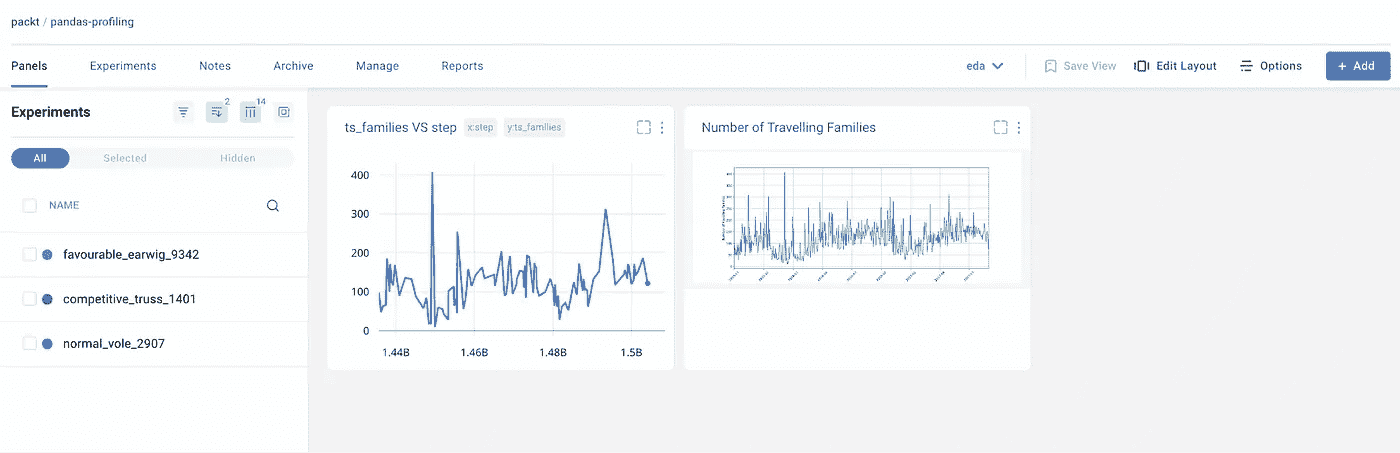 packt / pandas-profiling
Panels Experiments Notes Archive Manage Reports eda Save View Edit Layout Options + Add
Experiments 2 14
All Selected Hidden
NAME
favourable_earwig_9342
competitive_truss_1401
normal_vole_2907
ts_families VS step x:step y:ts_families
400
300
200
100
0
1.44B 1.46B 1.48B 1.5B
Number of Travelling Families